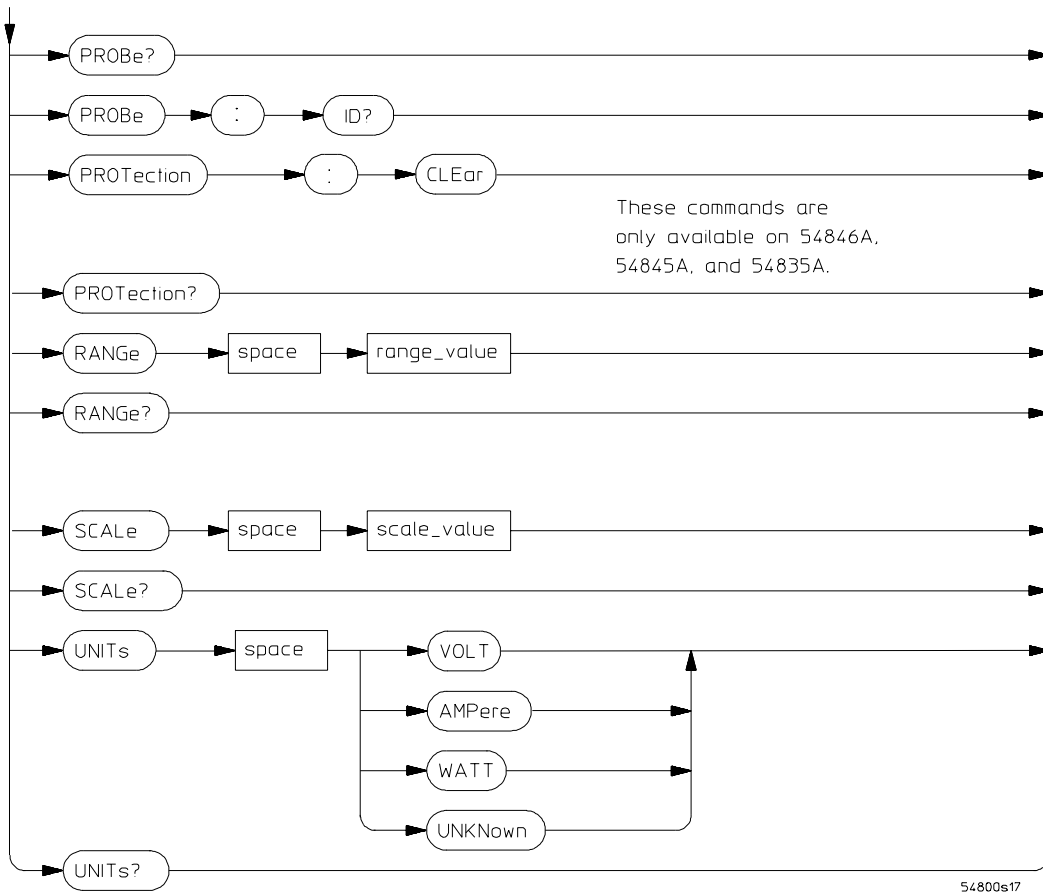 PROBe?
PROBe : ID?
PROTection : CLEar
These commands are
only available on 54846A,
54845A, and 54835A.
PROTection?
RANGe space range_value
RANGe?
SCALe space scale_value
SCALe?
UNITs space VOLT
AMPere
WATT
UNKNown
UNITs?
54800s17